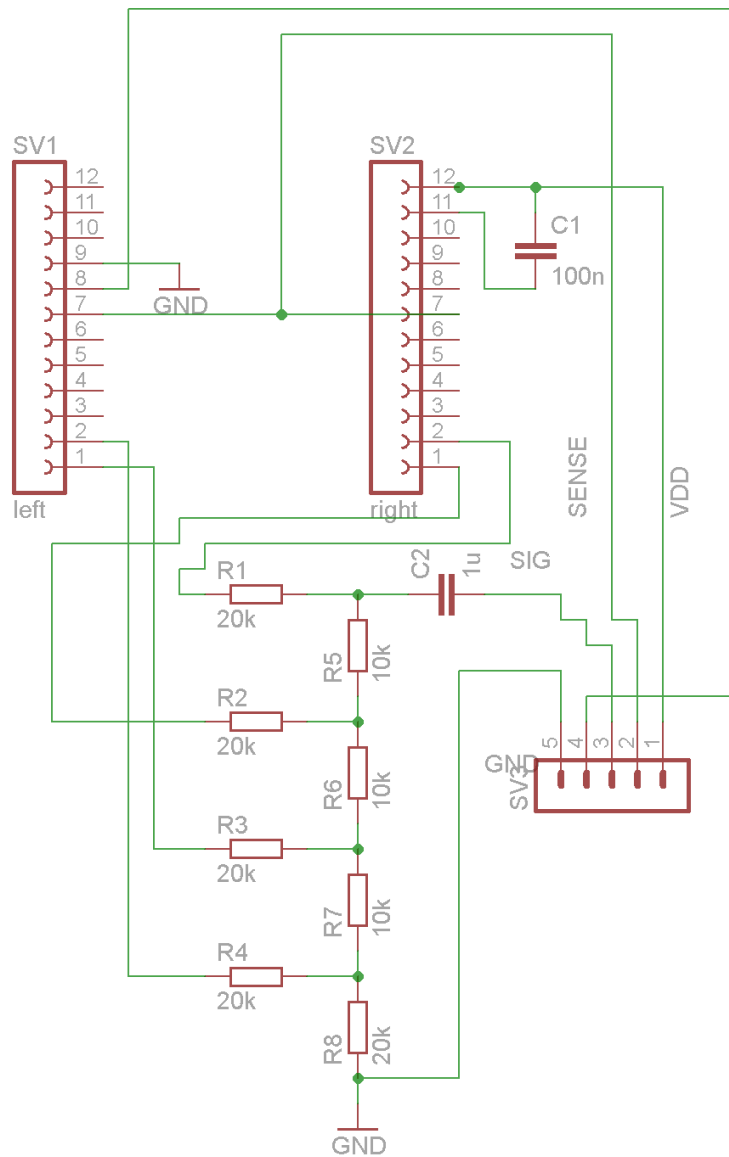 SV1
12
11
10
9
8
7
6
5
4
3
2
1
left
GND
SV2
12
11
10
9
8
7
6
5
4
3
2
1
right
C1
100n
SENSE
VDD
R1
20k
C2
1u
SIG
R5
10k
R2
20k
R6
10k
R3
20k
R7
10k
R4
20k
R8
20k
GND
5
4
3
2
1
GND
SV3